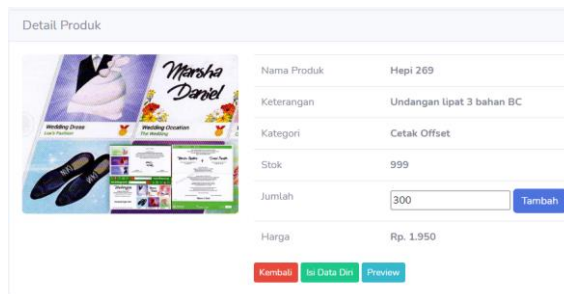 Detail Produk
Marsha
Daniel
Wedding Dress
Wedding Occation
The Wedding
Nama Produk Hepi 269
Keterangan Undangan lipat 3 bahan BC
Kategori Cetak Offset
Stok 999
Jumlah 300 Tambah
Harga Rp. 1.950
Kembali Isi Data Diri Preview